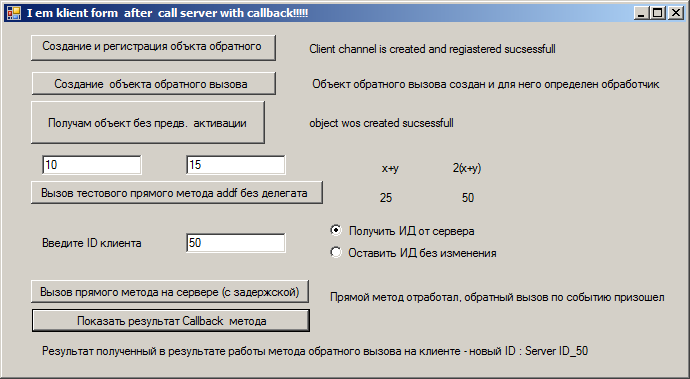 I em klient form after call server with callback!!!!!
Создание и регистрация объкта обратного
Client channel is created and regiastered sucsessfull
Создание объекта обратного вызова
Объект обратного вызова создан и для него определен обработчик
Получам объект без предв. активации
object wos created sucsessfull
10 15 x+y 2(x+y)
Вызов тестового прямого метода addf без делегата 25 50
Получить ИД от сервера
Введите ID клиента 50
Оставить ИД без изменения
Вызов прямого метода на сервере (с задержской)
Прямой метод отработал, обратный вызов по событию призошел
Показать результат Callback метода
Результат полученный в результате работы метода обратного вызова на клиенте - новый ID : Server ID_50